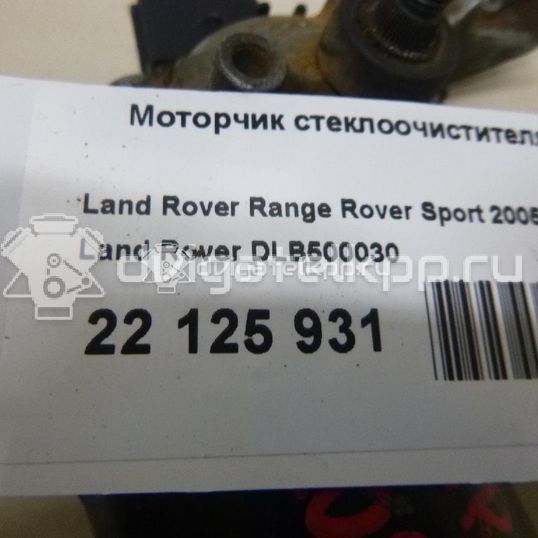 Моторчик стеклоочистителя
Land Rover Range Rover Sport 2005
Land Rover DLB500030
22 125 931